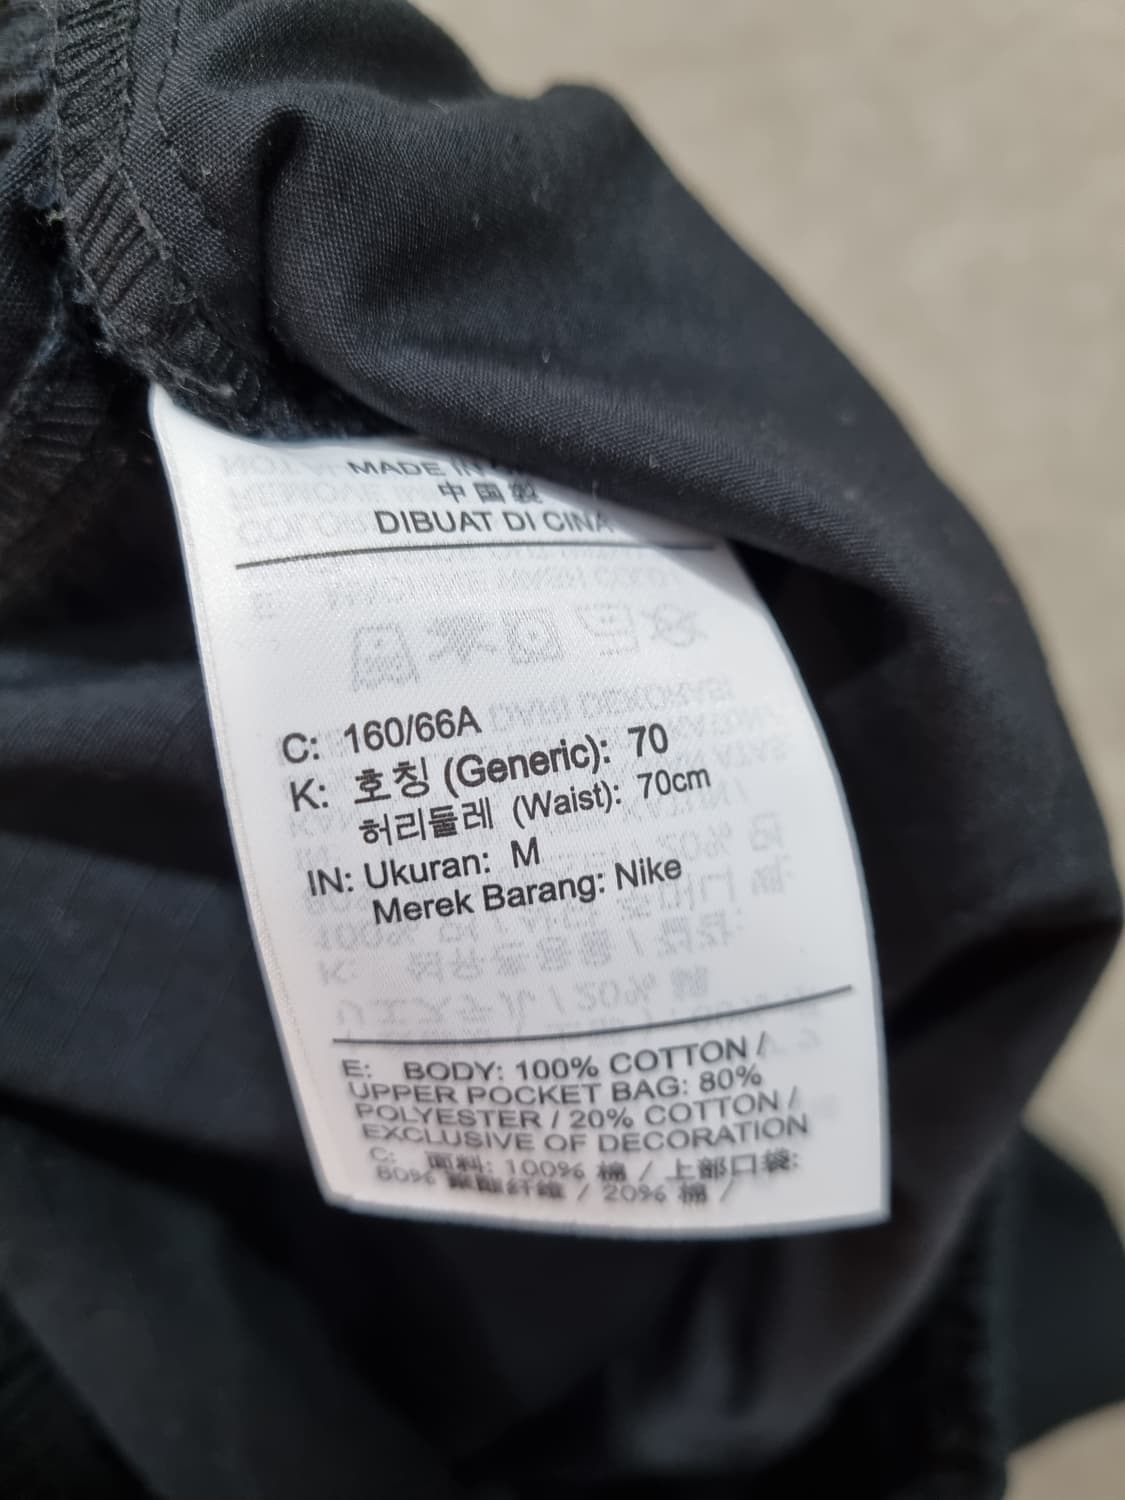 MADE IN
中国製
DIBUAT DI CINA
C: 160/66A
K: 호칭 (Generic): 70
허리둘레 (Waist): 70cm
IN: Ukuran: M
Merek Barang: Nike
E: BODY: 100% COTTON /
UPPER POCKET BAG: 80%
POLYESTER / 20% COTTON /
EXCLUSIVE OF DECORATION
C: 面料: 100% 棉 / 上部口袋:
80% 聚酯纤维 / 20% 棉 /